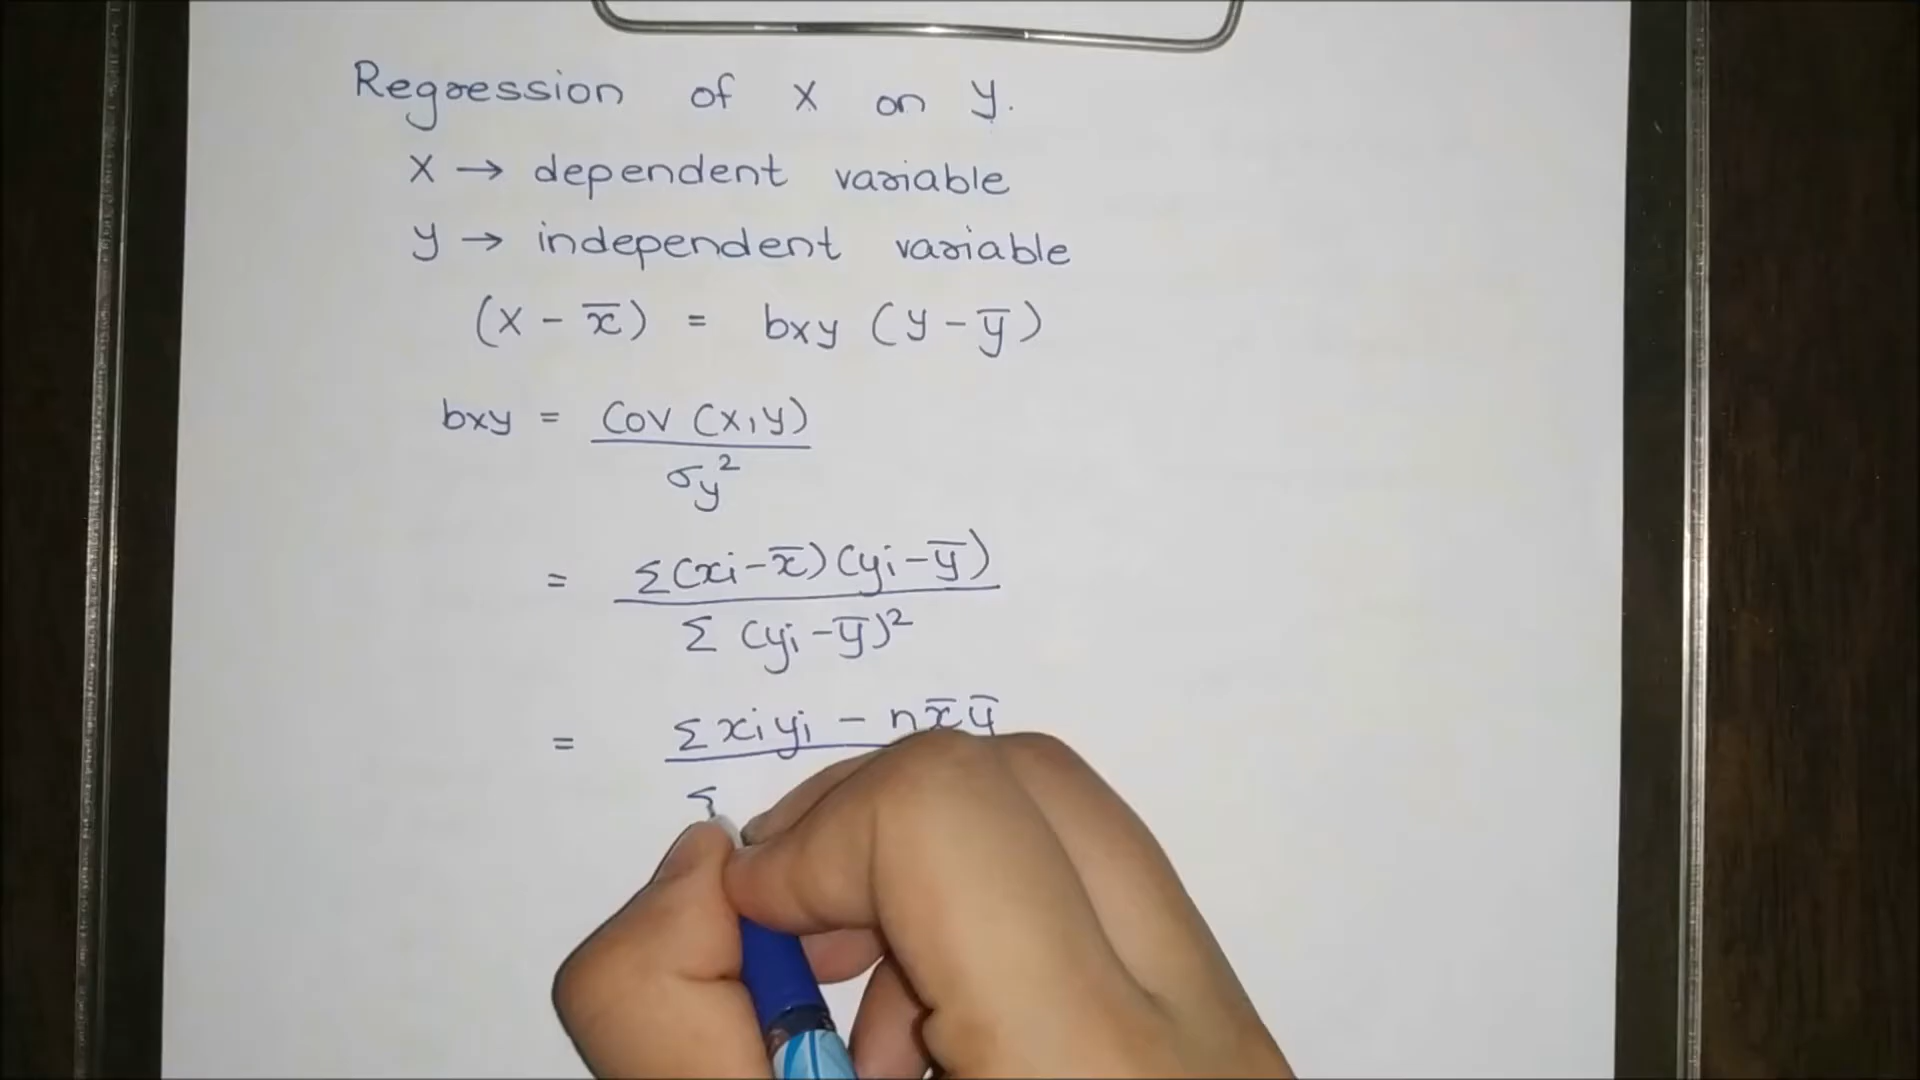 Regression of x on y.
x → dependent variable
y → independent variable
(x - x̅) = bxy (y - y̅)
bxy = Cov (x,y)
σy²
= Σ(xi - x̅)(yi - y̅)
Σ (yi - y̅)²
= Σxiyi - nx̅y̅
Σ